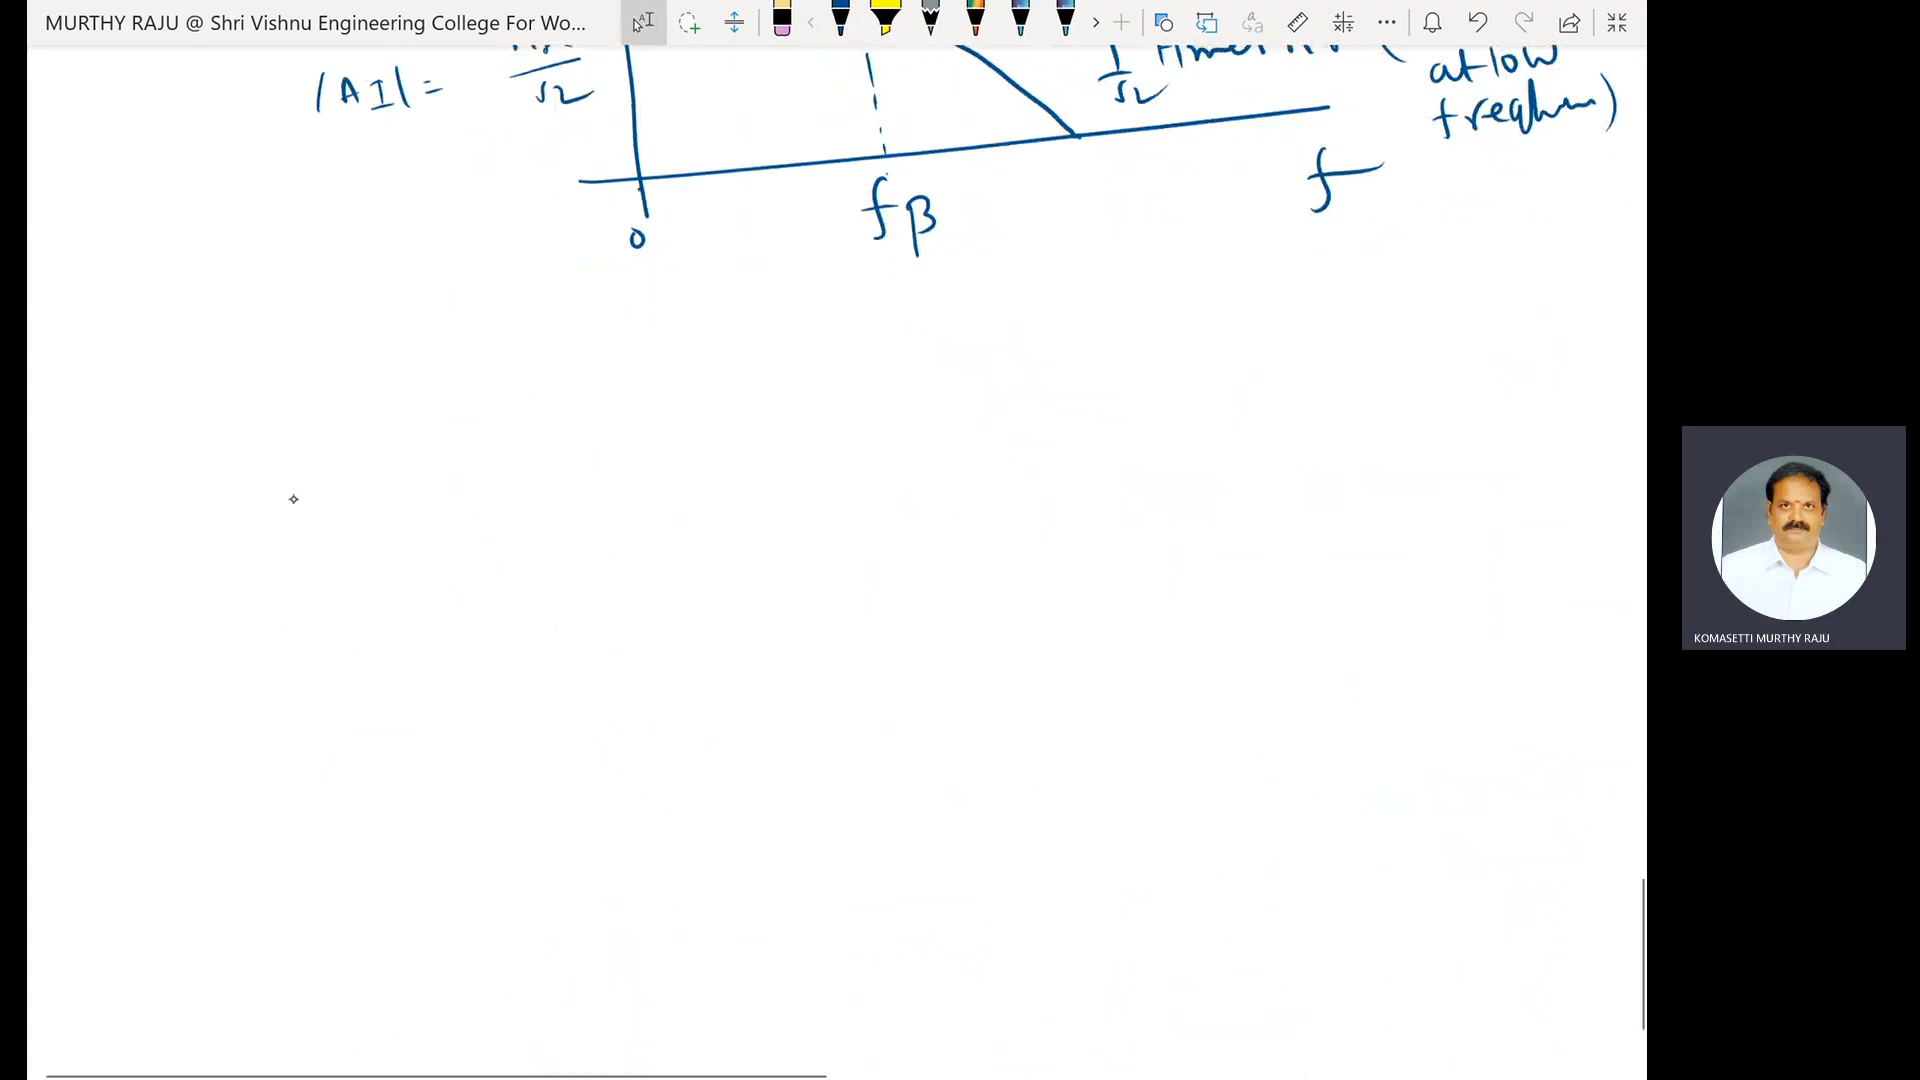 MURTHY RAJU @ Shri Vishnu Engineering College For Wo...
|AI| =
√2
1
√2
at low
f
fβ
0
KOMASETTI MURTHY RAJU